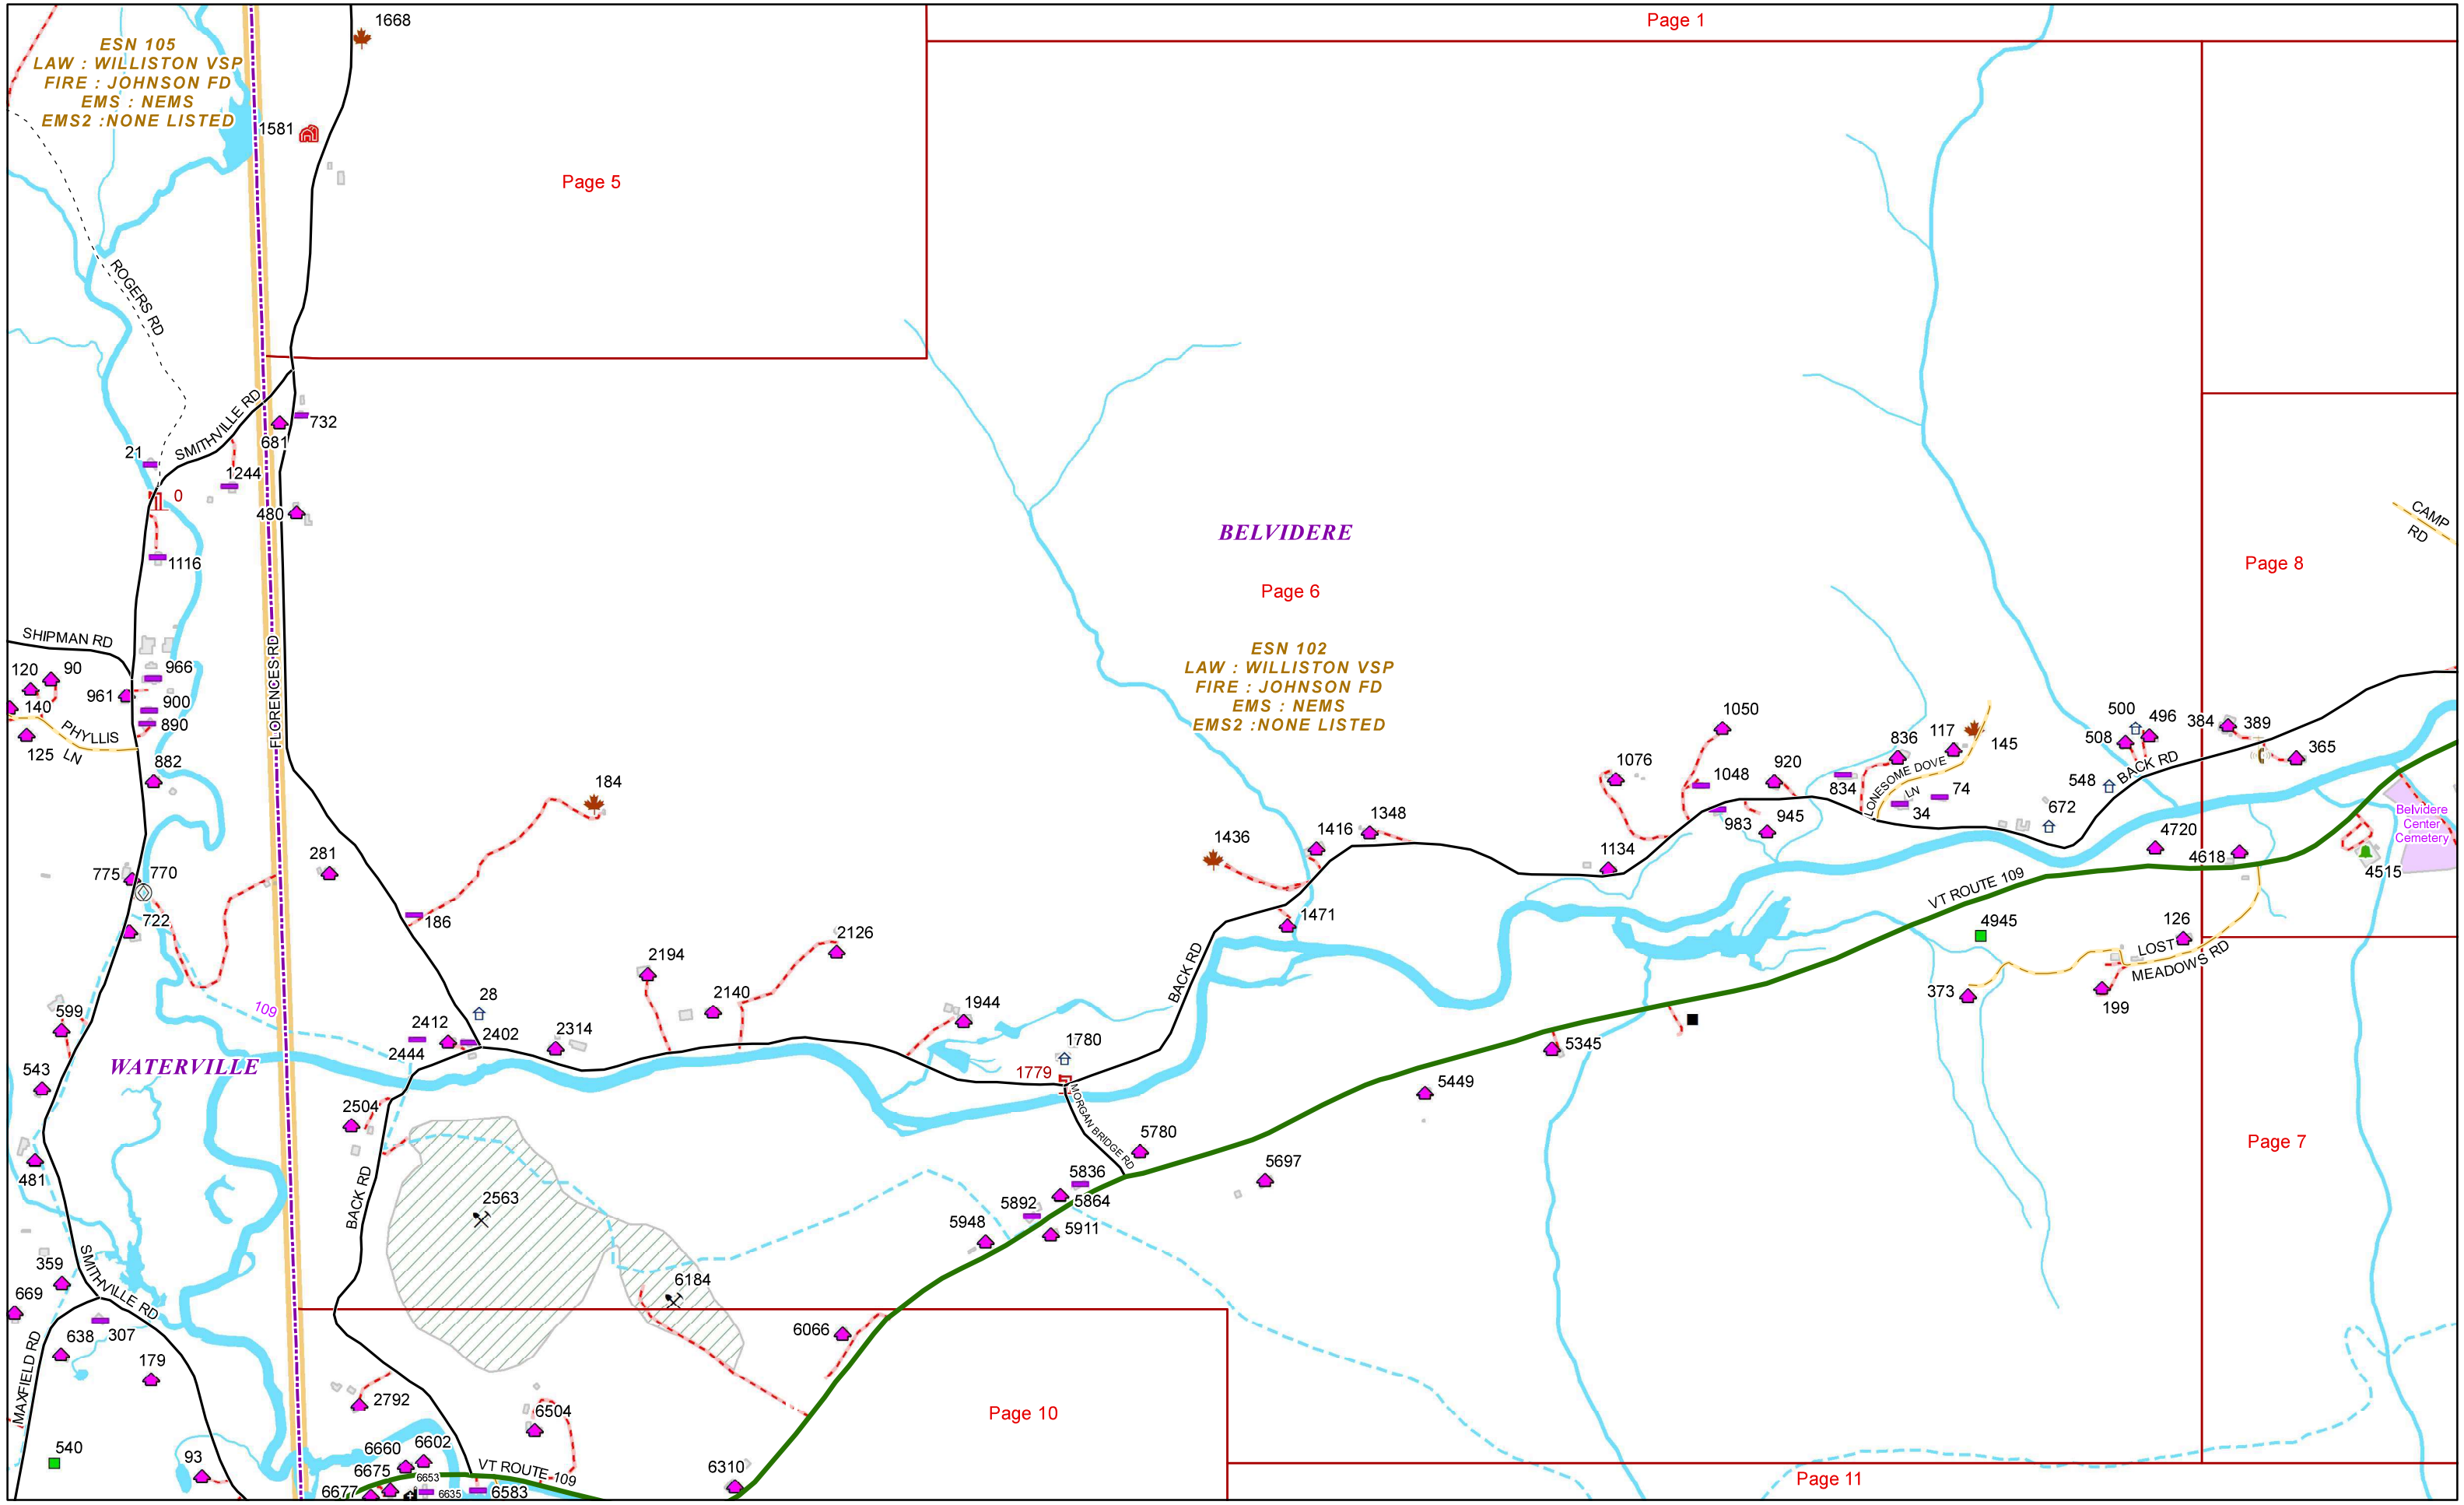 Page 1
1668
ESN 105
LAW : WILLISTON VSP
FIRE : JOHNSON FD
EMS : NEMS
EMS2 :NONE LISTED
1581
Page 5
ROGERS RD
SMITHVILLE RD
732
681
21
1244
0
480
1116
CAMP
RD
BELVIDERE
Page 8
Page 6
SHIPMAN RD
FLORENCES RD
ESN 102
LAW : WILLISTON VSP
FIRE : JOHNSON FD
EMS : NEMS
EMS2 :NONE LISTED
120
90
966
961
140
900
890
PHYLLIS
LN
125
882
1050
836
117
145
500
496
384
389
508
365
1076
1048
920
834
LONESOME DOVE
LN
74
34
548
BACK RD
672
184
983
945
Belvidere
Center
Cemetery
1436
1416
1348
1134
4720
4618
4515
281
775
770
VT ROUTE 109
186
722
1471
4945
126
LOST
MEADOWS RD
2194
2126
BACK RD
373
199
109
28
2140
1944
599
2412
2402
2314
2444
1780
5345
WATERVILLE
1779
543
5449
2504
MORGAN BRIDGE RD
5780
Page 7
481
BACK RD
5697
5836
5864
2563
5892
5911
5948
359
SMITHVILLE RD
6184
669
638
307
6066
179
MAXFIELD RD
2792
6504
Page 10
540
93
6660
6602
6675
6653
VT ROUTE 109
6677
6635
6583
6310
Page 11